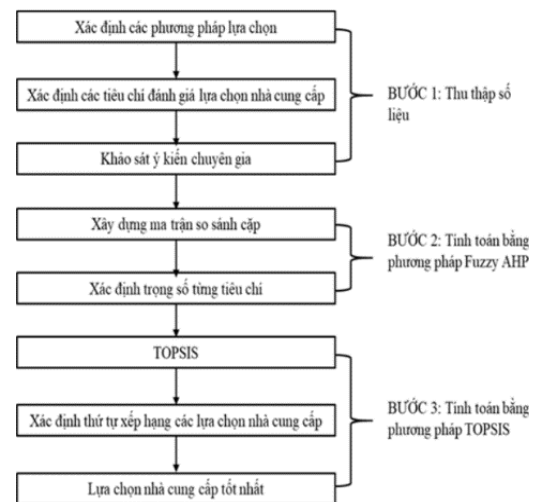 Xác định các phương pháp lựa chọn
Xác định các tiêu chí đánh giá lựa chọn nhà cung cấp
Khảo sát ý kiến chuyên gia
BƯỚC 1: Thu thập số
liệu
Xây dựng ma trận so sánh cặp
Xác định trọng số từng tiêu chí
BƯỚC 2: Tính toán bằng
phương pháp Fuzzy AHP
TOPSIS
Xác định thứ tự xếp hạng các lựa chọn nhà cung cấp
Lựa chọn nhà cung cấp tốt nhất
BƯỚC 3: Tính toán bằng
phương pháp TOPSIS